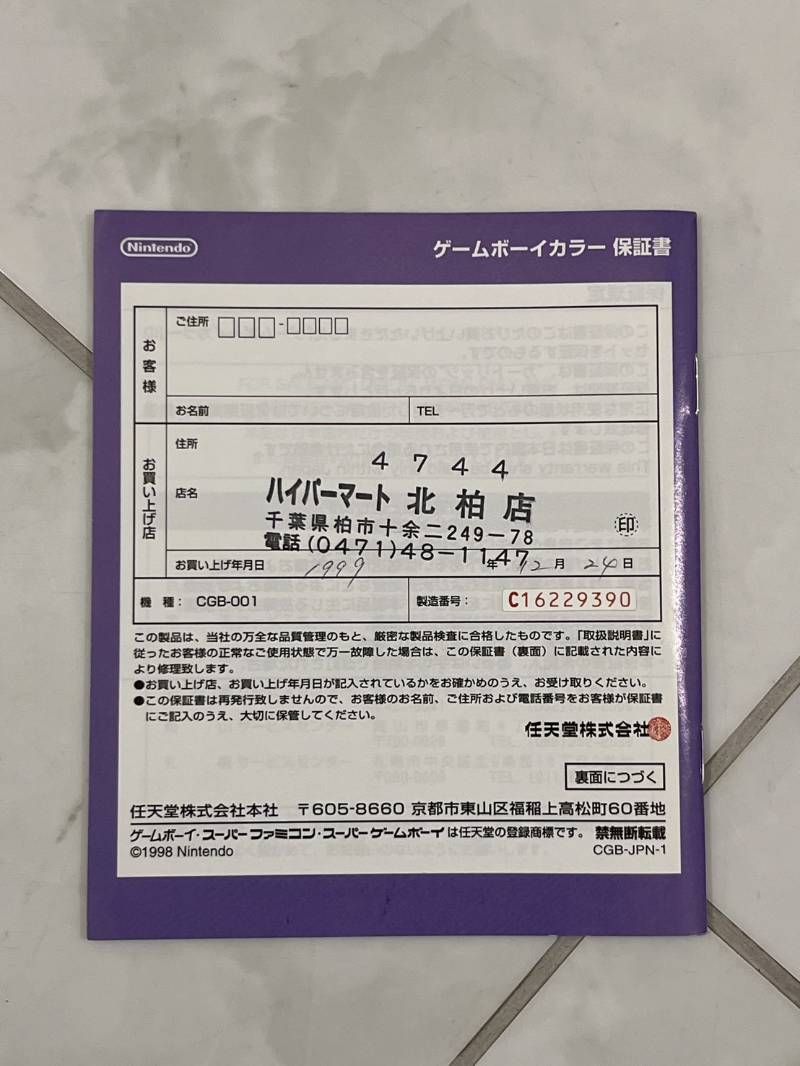 Nintendo
ゲームボーイカラー 保証書
お客様
ご住所 □□□-□□□□
お名前
TEL
お買い上げ店
住所
4744
店名
ハイパーマート 北柏店
千葉県柏市十余二249-78
電話(0471)48-1147
印
お買い上げ年月日 1999年12月24日
機種: CGB-001
製造番号: C16229390
この製品は、当社の万全な品質管理のもと、厳密な製品検査に合格したものです。「取扱説明書」に
従ったお客様の正常なご使用状態で万一故障した場合は、この保証書(裏面)に記載された内容に
より修理致します。
●お買い上げ店、お買い上げ年月日が記入されているかをお確かめのうえ、お受け取りください。
●この保証書は再発行致しませんので、お客様のお名前、ご住所および電話番号をお客様が保証書
にご記入のうえ、大切に保管してください。
任天堂株式会社
裏面につづく
任天堂株式会社本社 〒605-8660 京都市東山区福稲上高松町60番地
ゲームボーイ・スーパーファミコン・スーパーゲームボーイは任天堂の登録商標です。 禁無断転載
©1998 Nintendo
CGB-JPN-1